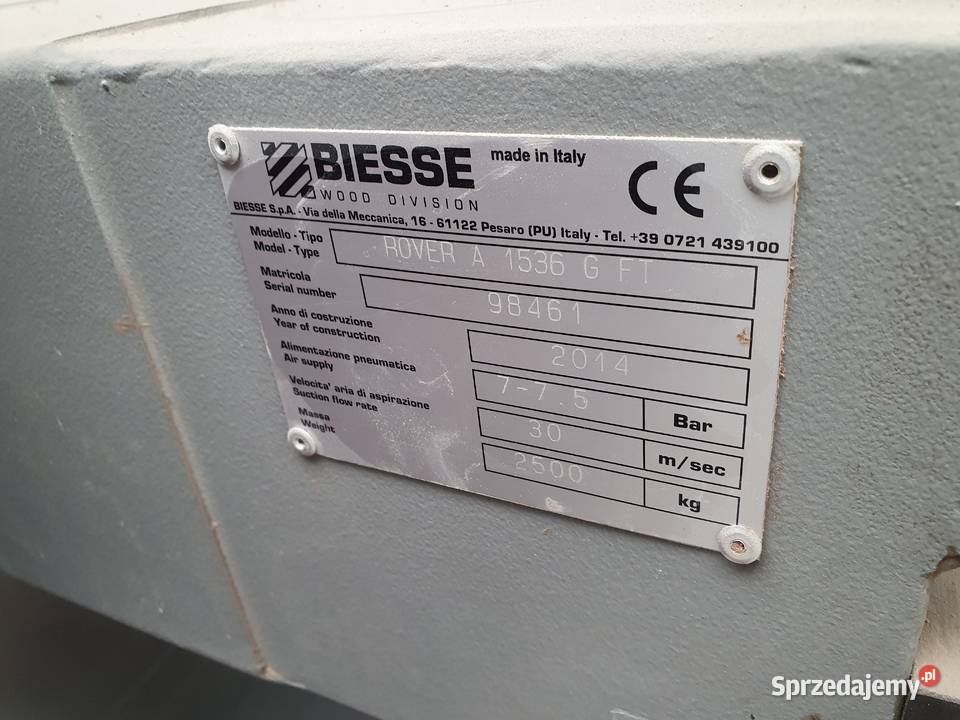 BIESSE made in Italy CE
WOOD DIVISION
BIESSE S.p.A. - Via della Meccanica, 16 - 61122 Pesaro (PU) Italy - Tel. +39 0721 439100
Modello - Tipo
Model - Type
ROVER A 1536 G FT
Matricola
Serial number
98461
Anno di costruzione
Year of construction
2014
Alimentazione pneumatica
Air supply
7-7.5 Bar
Velocita' aria di aspirazione
Suction flow rate
30 m/sec
Massa
Weight
2500 kg
Sprzedajemy.pl